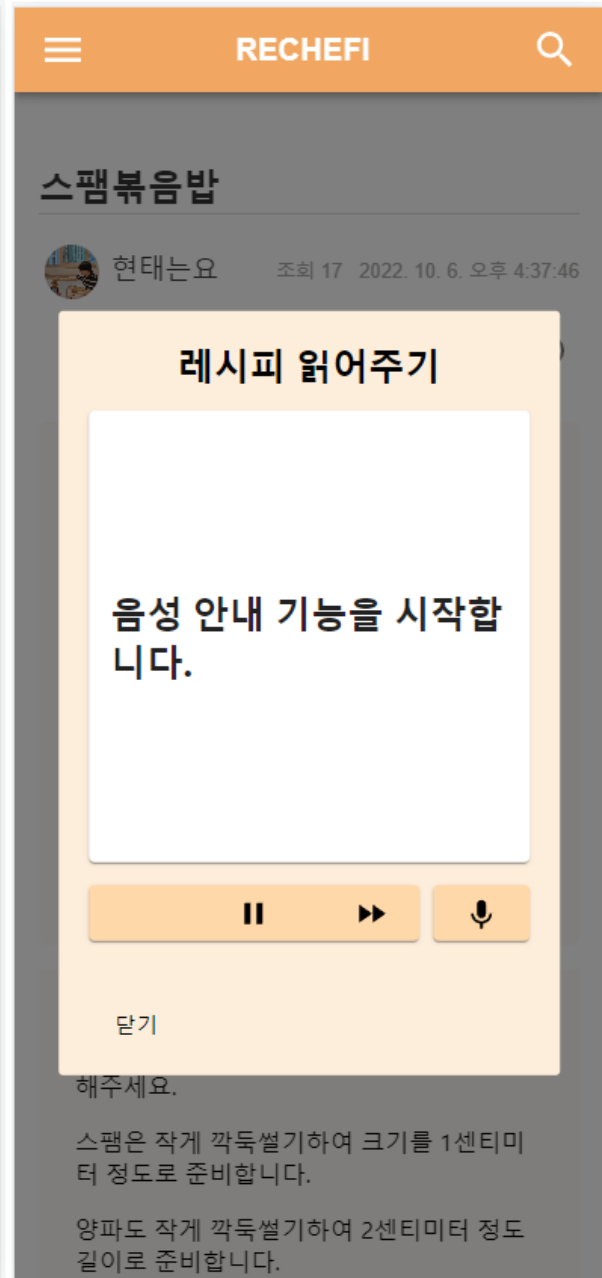 RECHEFI
스팸볶음밥
현태는요 조회 17 2022. 10. 6. 오후 4:37:46
레시피 읽어주기
음성 안내 기능을 시작합
니다.
닫기
해주세요.
스팸은 작게 깍둑썰기하여 크기를 1센티미
터 정도로 준비합니다.
양파도 작게 깍둑썰기하여 2센티미터 정도
길이로 준비합니다.